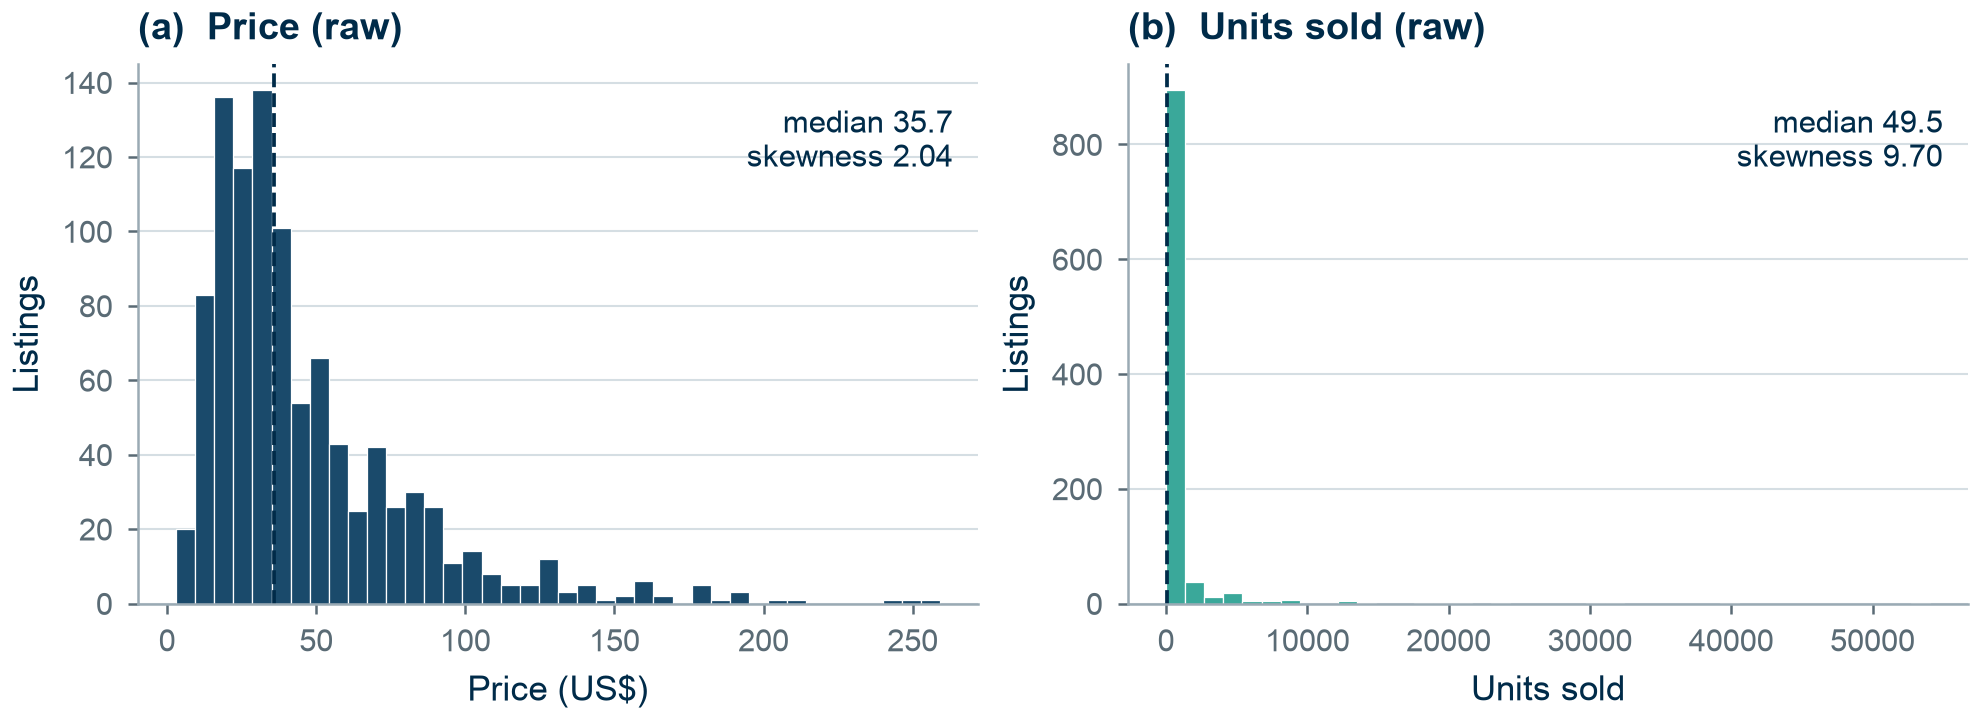 (a) Price (raw)
140
120
100
80
60
40
20
0
Listings
median 35.7
skewness 2.04
0 50 100 150 200 250
Price (US$)
(b) Units sold (raw)
800
600
400
200
0
Listings
median 49.5
skewness 9.70
0 10000 20000 30000 40000 50000
Units sold